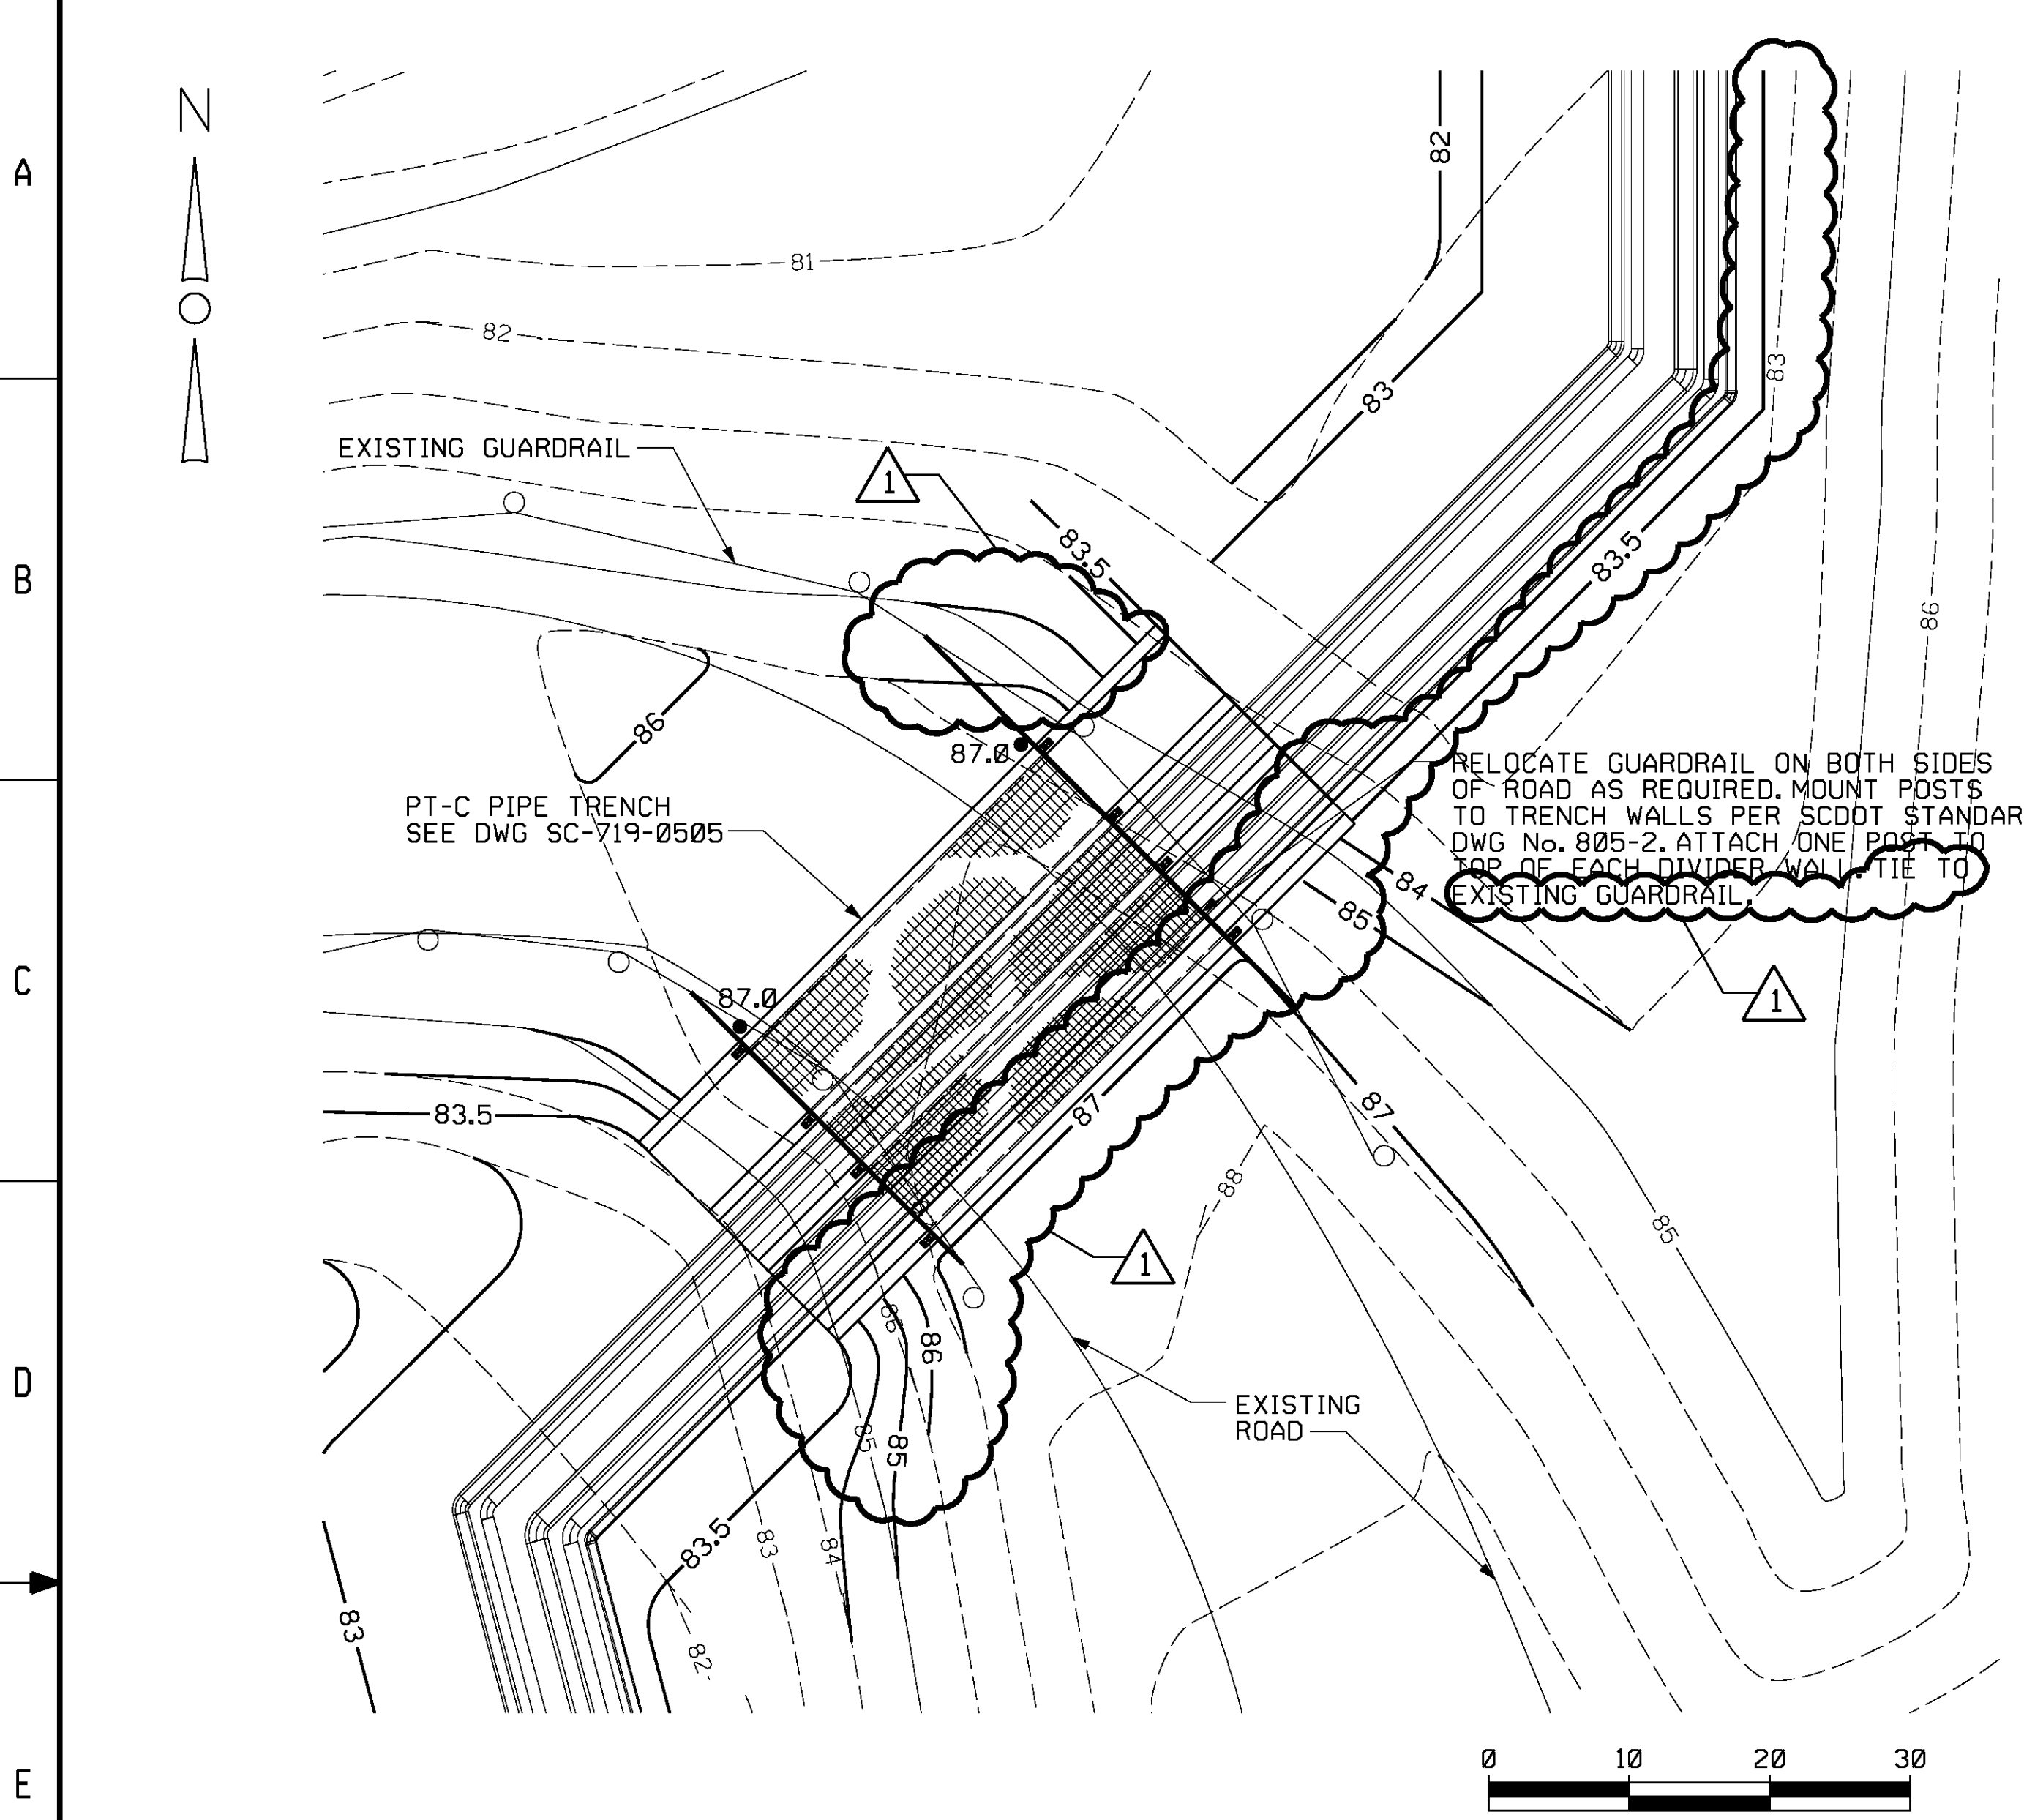 N
A
82
81
82
83
83
EXISTING GUARDRAIL
1
B
83.5
83.5
86
86
87.0
RELOCATE GUARDRAIL ON BOTH SIDES
OF ROAD AS REQUIRED. MOUNT POSTS
TO TRENCH WALLS PER SCDOT STANDAR
DWG No. 805-2. ATTACH ONE POST TO
TOP OF EACH DIVIDER WALL. TIE TO
EXISTING GUARDRAIL.
PT-C PIPE TRENCH
SEE DWG SC-719-0505
84
85
C
87.0
1
83.5
87
87
88
85
1
D
86
86
EXISTING
ROAD
85
85
83.5
83
84
83
82
E
0 10 20 30